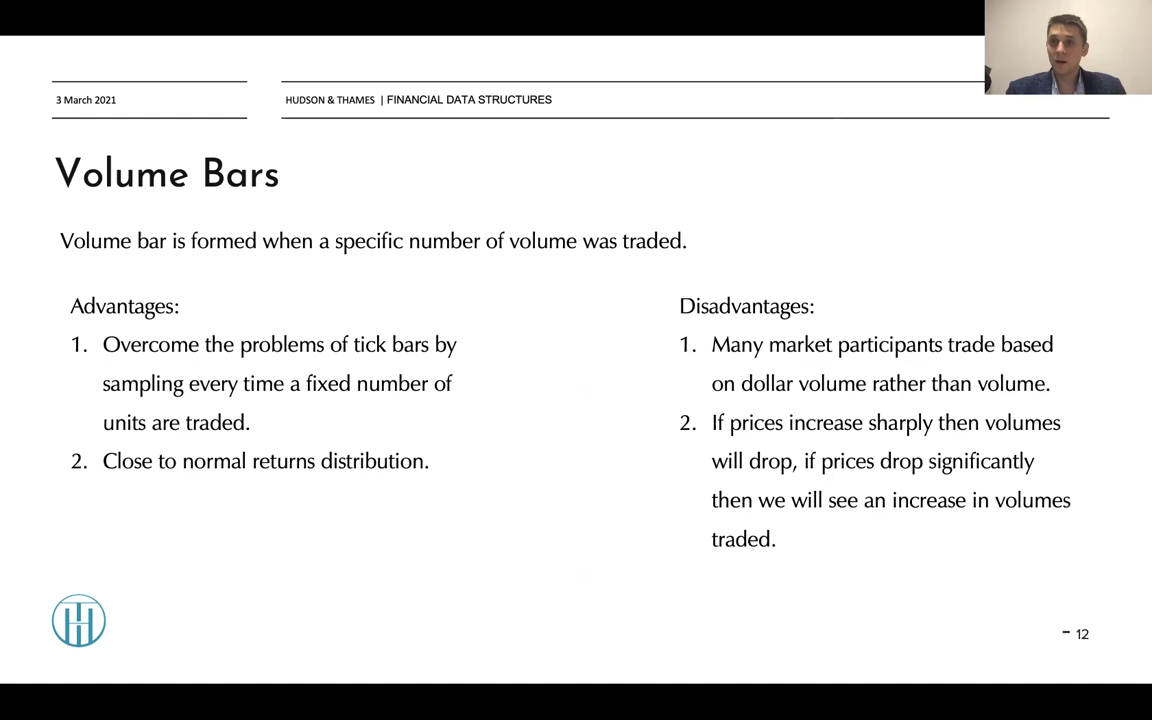 3 March 2021
HUDSON & THAMES | FINANCIAL DATA STRUCTURES
Volume Bars
Volume bar is formed when a specific number of volume was traded.
Advantages:
1. Overcome the problems of tick bars by
sampling every time a fixed number of
units are traded.
2. Close to normal returns distribution.
Disadvantages:
1. Many market participants trade based
on dollar volume rather than volume.
2. If prices increase sharply then volumes
will drop, if prices drop significantly
then we will see an increase in volumes
traded.
- 12